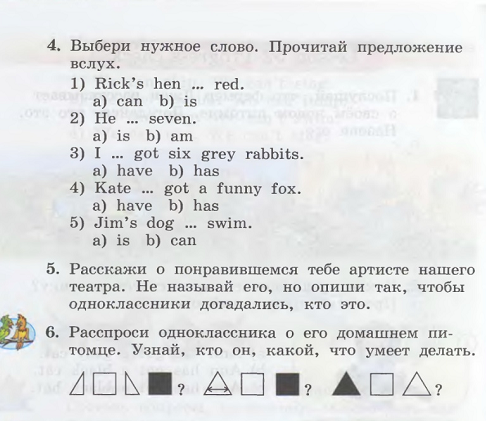 4. Выбери нужное слово. Прочитай предложение
вслух.
1) Rick's hen ... red.
a) can b) is
2) He ... seven.
a) is b) am
3) I ... got six grey rabbits.
a) have b) has
4) Kate ... got a funny fox.
a) have b) has
5) Jim's dog ... swim.
a) is b) can
5. Расскажи о понравившемся тебе артисте нашего
театра. Не называй его, но опиши так, чтобы
одноклассники догадались, кто это.
6. Расспроси одноклассника о его домашнем пи-
томце. Узнай, кто он, какой, что умеет делать.
? ? ?